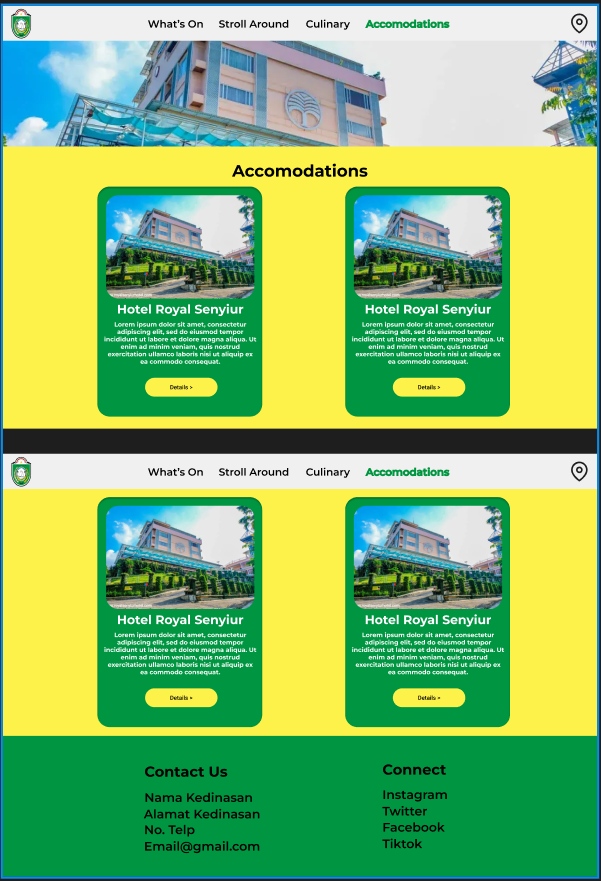 What's On Stroll Around Culinary Accomodations
Accomodations
Hotel Royal Senyiur
Lorem ipsum dolor sit amet, consectetur
adipiscing elit, sed do eiusmod tempor
incididunt ut labore et dolore magna aliqua. Ut
enim ad minim veniam, quis nostrud
exercitation ullamco laboris nisi ut aliquip ex
ea commodo consequat.
Details >
Hotel Royal Senyiur
Lorem ipsum dolor sit amet, consectetur
adipiscing elit, sed do eiusmod tempor
incididunt ut labore et dolore magna aliqua. Ut
enim ad minim veniam, quis nostrud
exercitation ullamco laboris nisi ut aliquip ex
ea commodo consequat.
Details >
What's On Stroll Around Culinary Accomodations
Hotel Royal Senyiur
Lorem ipsum dolor sit amet, consectetur
adipiscing elit, sed do eiusmod tempor
incididunt ut labore et dolore magna aliqua. Ut
enim ad minim veniam, quis nostrud
exercitation ullamco laboris nisi ut aliquip ex
ea commodo consequat.
Details >
Hotel Royal Senyiur
Lorem ipsum dolor sit amet, consectetur
adipiscing elit, sed do eiusmod tempor
incididunt ut labore et dolore magna aliqua. Ut
enim ad minim veniam, quis nostrud
exercitation ullamco laboris nisi ut aliquip ex
ea commodo consequat.
Details >
Contact Us
Nama Kedinasan
Alamat Kedinasan
No. Telp
Email@gmail.com
Connect
Instagram
Twitter
Facebook
Tiktok